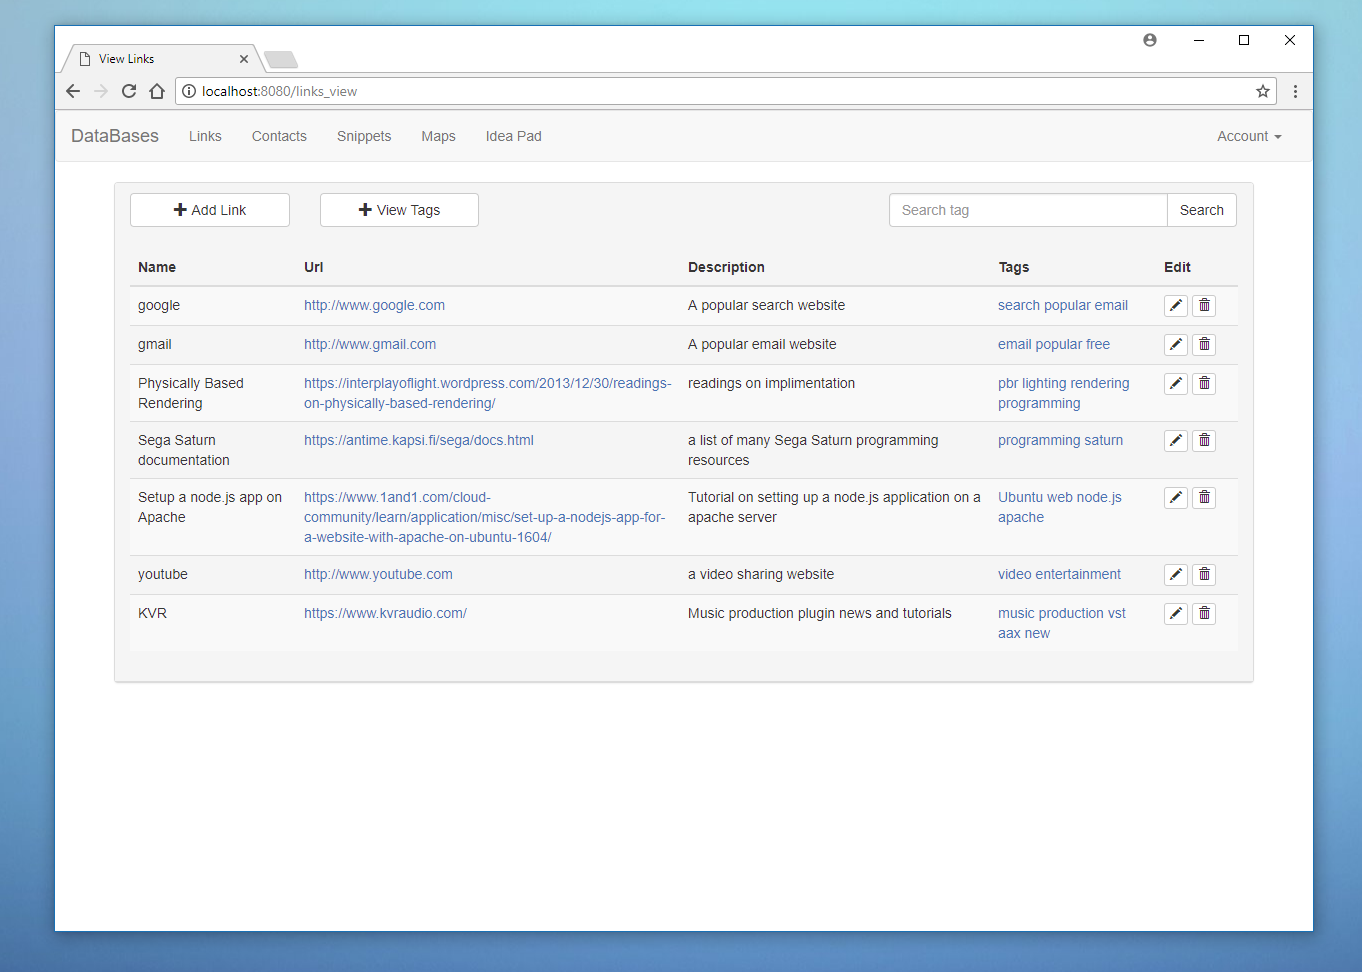 View Links
localhost:8080/links_view
DataBases Links Contacts Snippets Maps Idea Pad Account
Add Link View Tags Search tag Search
Name Url Description Tags Edit
google http://www.google.com A popular search website search popular email
gmail http://www.gmail.com A popular email website email popular free
Physically Based https://interplayoflight.wordpress.com/2013/12/30/readings- readings on implimentation pbr lighting rendering
Rendering on-physically-based-rendering/ programming
Sega Saturn https://antime.kapsi.fi/sega/docs.html a list of many Sega Saturn programming programming saturn
documentation resources
Setup a node.js app on https://www.1and1.com/cloud- Tutorial on setting up a node.js application on a Ubuntu web node.js
Apache community/learn/application/misc/set-up-a-nodejs-app-for- apache server apache
a-website-with-apache-on-ubuntu-1604/
youtube http://www.youtube.com a video sharing website video entertainment
KVR https://www.kvraudio.com/ Music production plugin news and tutorials music production vst
aax new